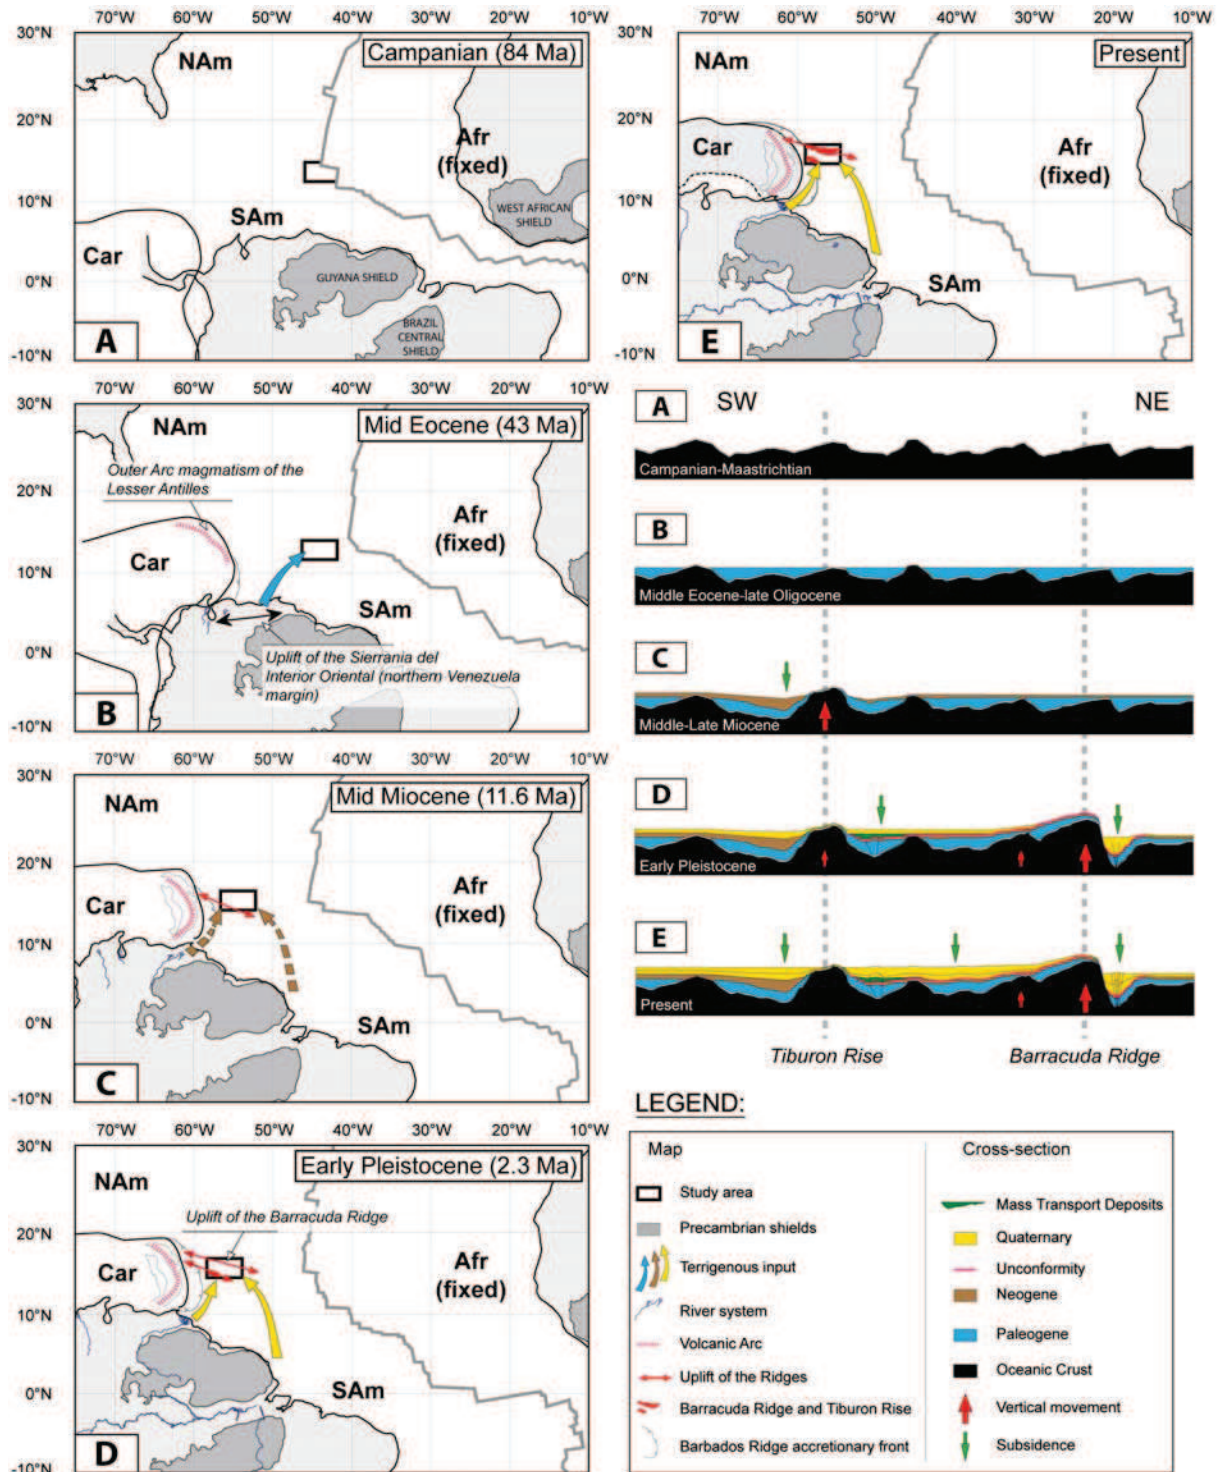 70°W 60°W 50°W 40°W 30°W 20°W 10°W
30°N
20°N
10°N
0°N
-10°N
NAm
Campanian (84 Ma)
Afr
(fixed)
WEST AFRICAN
SHIELD
SAm
Car
GUYANA SHIELD
BRAZIL
CENTRAL
SHIELD
A
70°W 60°W 50°W 40°W 30°W 20°W 10°W
30°N
20°N
10°N
0°N
-10°N
NAm
Present
Car
Afr
(fixed)
SAm
E
70°W 60°W 50°W 40°W 30°W 20°W 10°W
30°N
20°N
10°N
0°N
-10°N
NAm
Mid Eocene (43 Ma)
Outer Arc magmatism of the
Lesser Antilles
Afr
(fixed)
Car
SAm
Uplift of the Sierrania del
Interior Oriental (northern Venezuela
margin)
B
70°W 60°W 50°W 40°W 30°W 20°W 10°W
30°N
20°N
10°N
0°N
-10°N
NAm
Mid Miocene (11.6 Ma)
Car
Afr
(fixed)
SAm
C
70°W 60°W 50°W 40°W 30°W 20°W 10°W
30°N
20°N
10°N
0°N
-10°N
NAm
Early Pleistocene (2.3 Ma)
Uplift of the Barracuda Ridge
Car
Afr
(fixed)
SAm
D
A
SW NE
Campanian-Maastrichtian
B
Middle Eocene-late Oligocene
C
Middle-Late Miocene
D
Early Pleistocene
E
Present
Tiburon Rise Barracuda Ridge
LEGEND:
Map
Study area
Precambrian shields
Terrigenous input
River system
Volcanic Arc
Uplift of the Ridges
Barracuda Ridge and Tiburon Rise
Barbados Ridge accretionary front
Cross-section
Mass Transport Deposits
Quaternary
Unconformity
Neogene
Paleogene
Oceanic Crust
Vertical movement
Subsidence